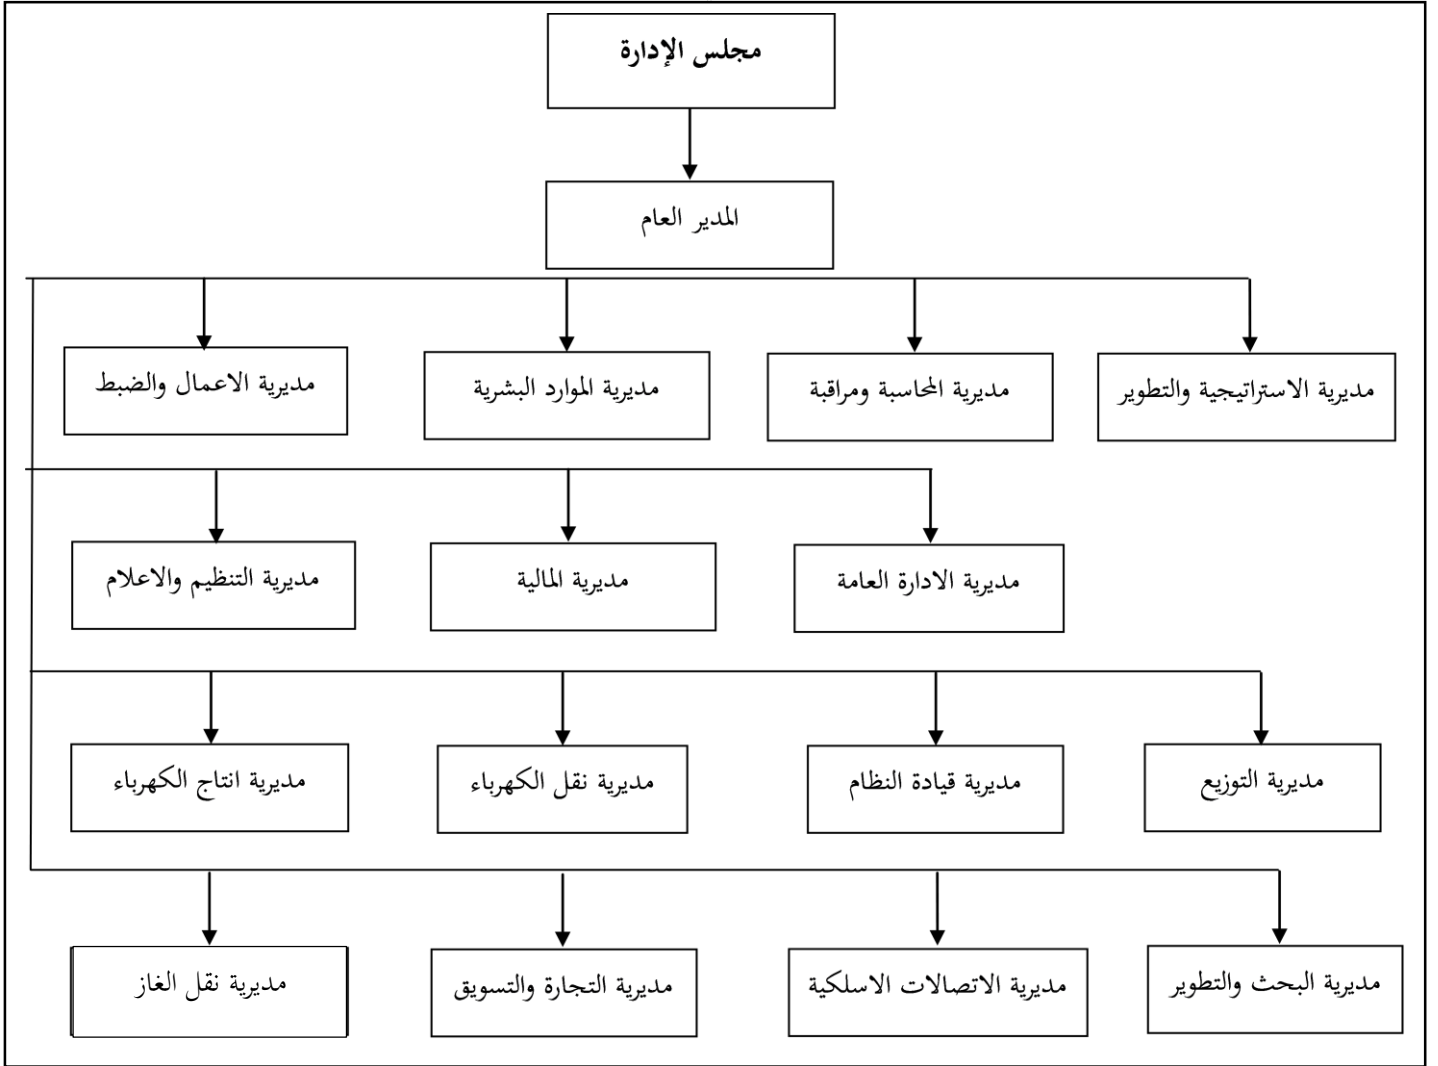 مجلس الإدارة
المدير العام
مديرية الاستراتيجية والتطوير
مديرية المحاسبة ومراقبة
مديرية الموارد البشرية
مديرية الاعمال والضبط
مديرية الادارة العامة
مديرية المالية
مديرية التنظيم والاعلام
مديرية التوزيع
مديرية قيادة النظام
مديرية نقل الكهرباء
مديرية انتاج الكهرباء
مديرية البحث والتطوير
مديرية الاتصالات الاسلكية
مديرية التجارة والتسويق
مديرية نقل الغاز